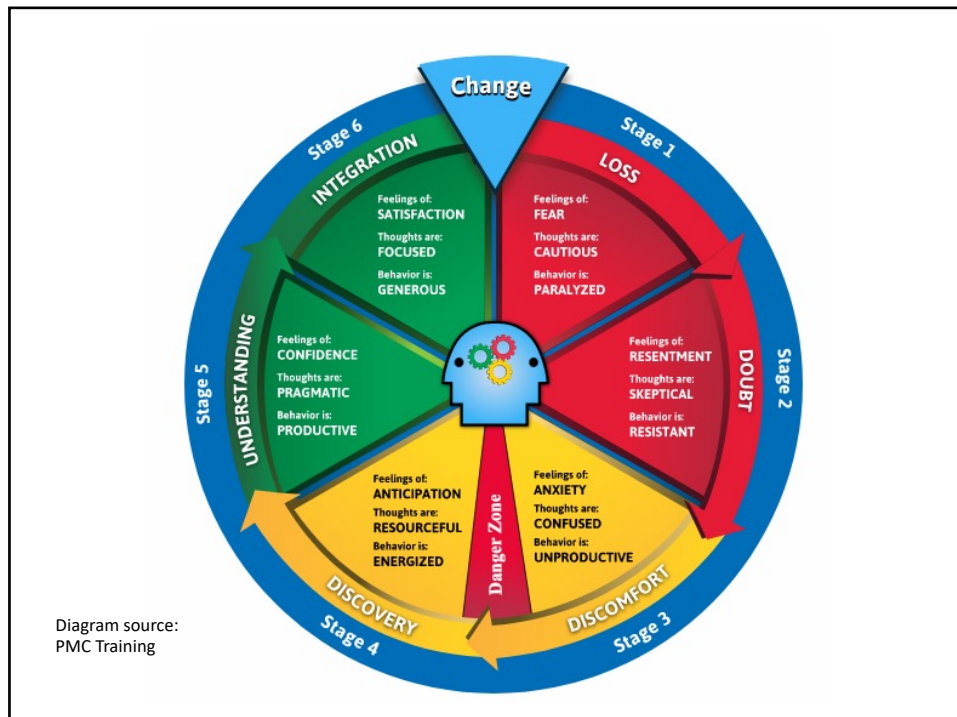 Change
Stage 1
LOSS
Feelings of:
FEAR
Thoughts are:
CAUTIOUS
Behavior is:
PARALYZED
Stage 2
DOUBT
Feelings of:
RESENTMENT
Thoughts are:
SKEPTICAL
Behavior is:
RESISTANT
Stage 3
DISCOMFORT
Feelings of:
ANXIETY
Thoughts are:
CONFUSED
Behavior is:
UNPRODUCTIVE
Danger Zone
Stage 4
DISCOVERY
Feelings of:
ANTICIPATION
Thoughts are:
RESOURCEFUL
Behavior is:
ENERGIZED
Stage 5
UNDERSTANDING
Feelings of:
CONFIDENCE
Thoughts are:
PRAGMATIC
Behavior is:
PRODUCTIVE
Stage 6
INTEGRATION
Feelings of:
SATISFACTION
Thoughts are:
FOCUSED
Behavior is:
GENEROUS
Diagram source:
PMC Training